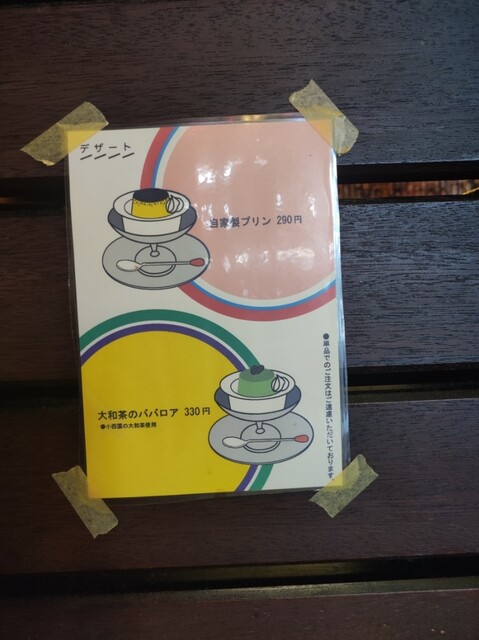 デザート
自家製プリン 290円
大和茶のババロア 330円
●小西園の大和茶使用
●単品でのご注文はご遠慮いただいております